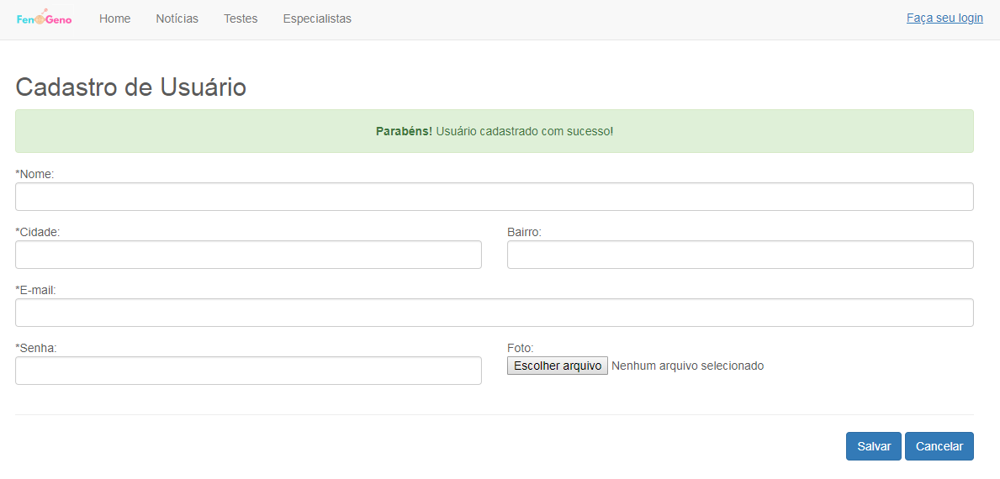 FenoGeno Home Notícias Testes Especialistas Faça seu login
Cadastro de Usuário
Parabéns! Usuário cadastrado com sucesso!
*Nome:
*Cidade: Bairro:
*E-mail:
*Senha: Foto:
Escolher arquivo Nenhum arquivo selecionado
Salvar Cancelar